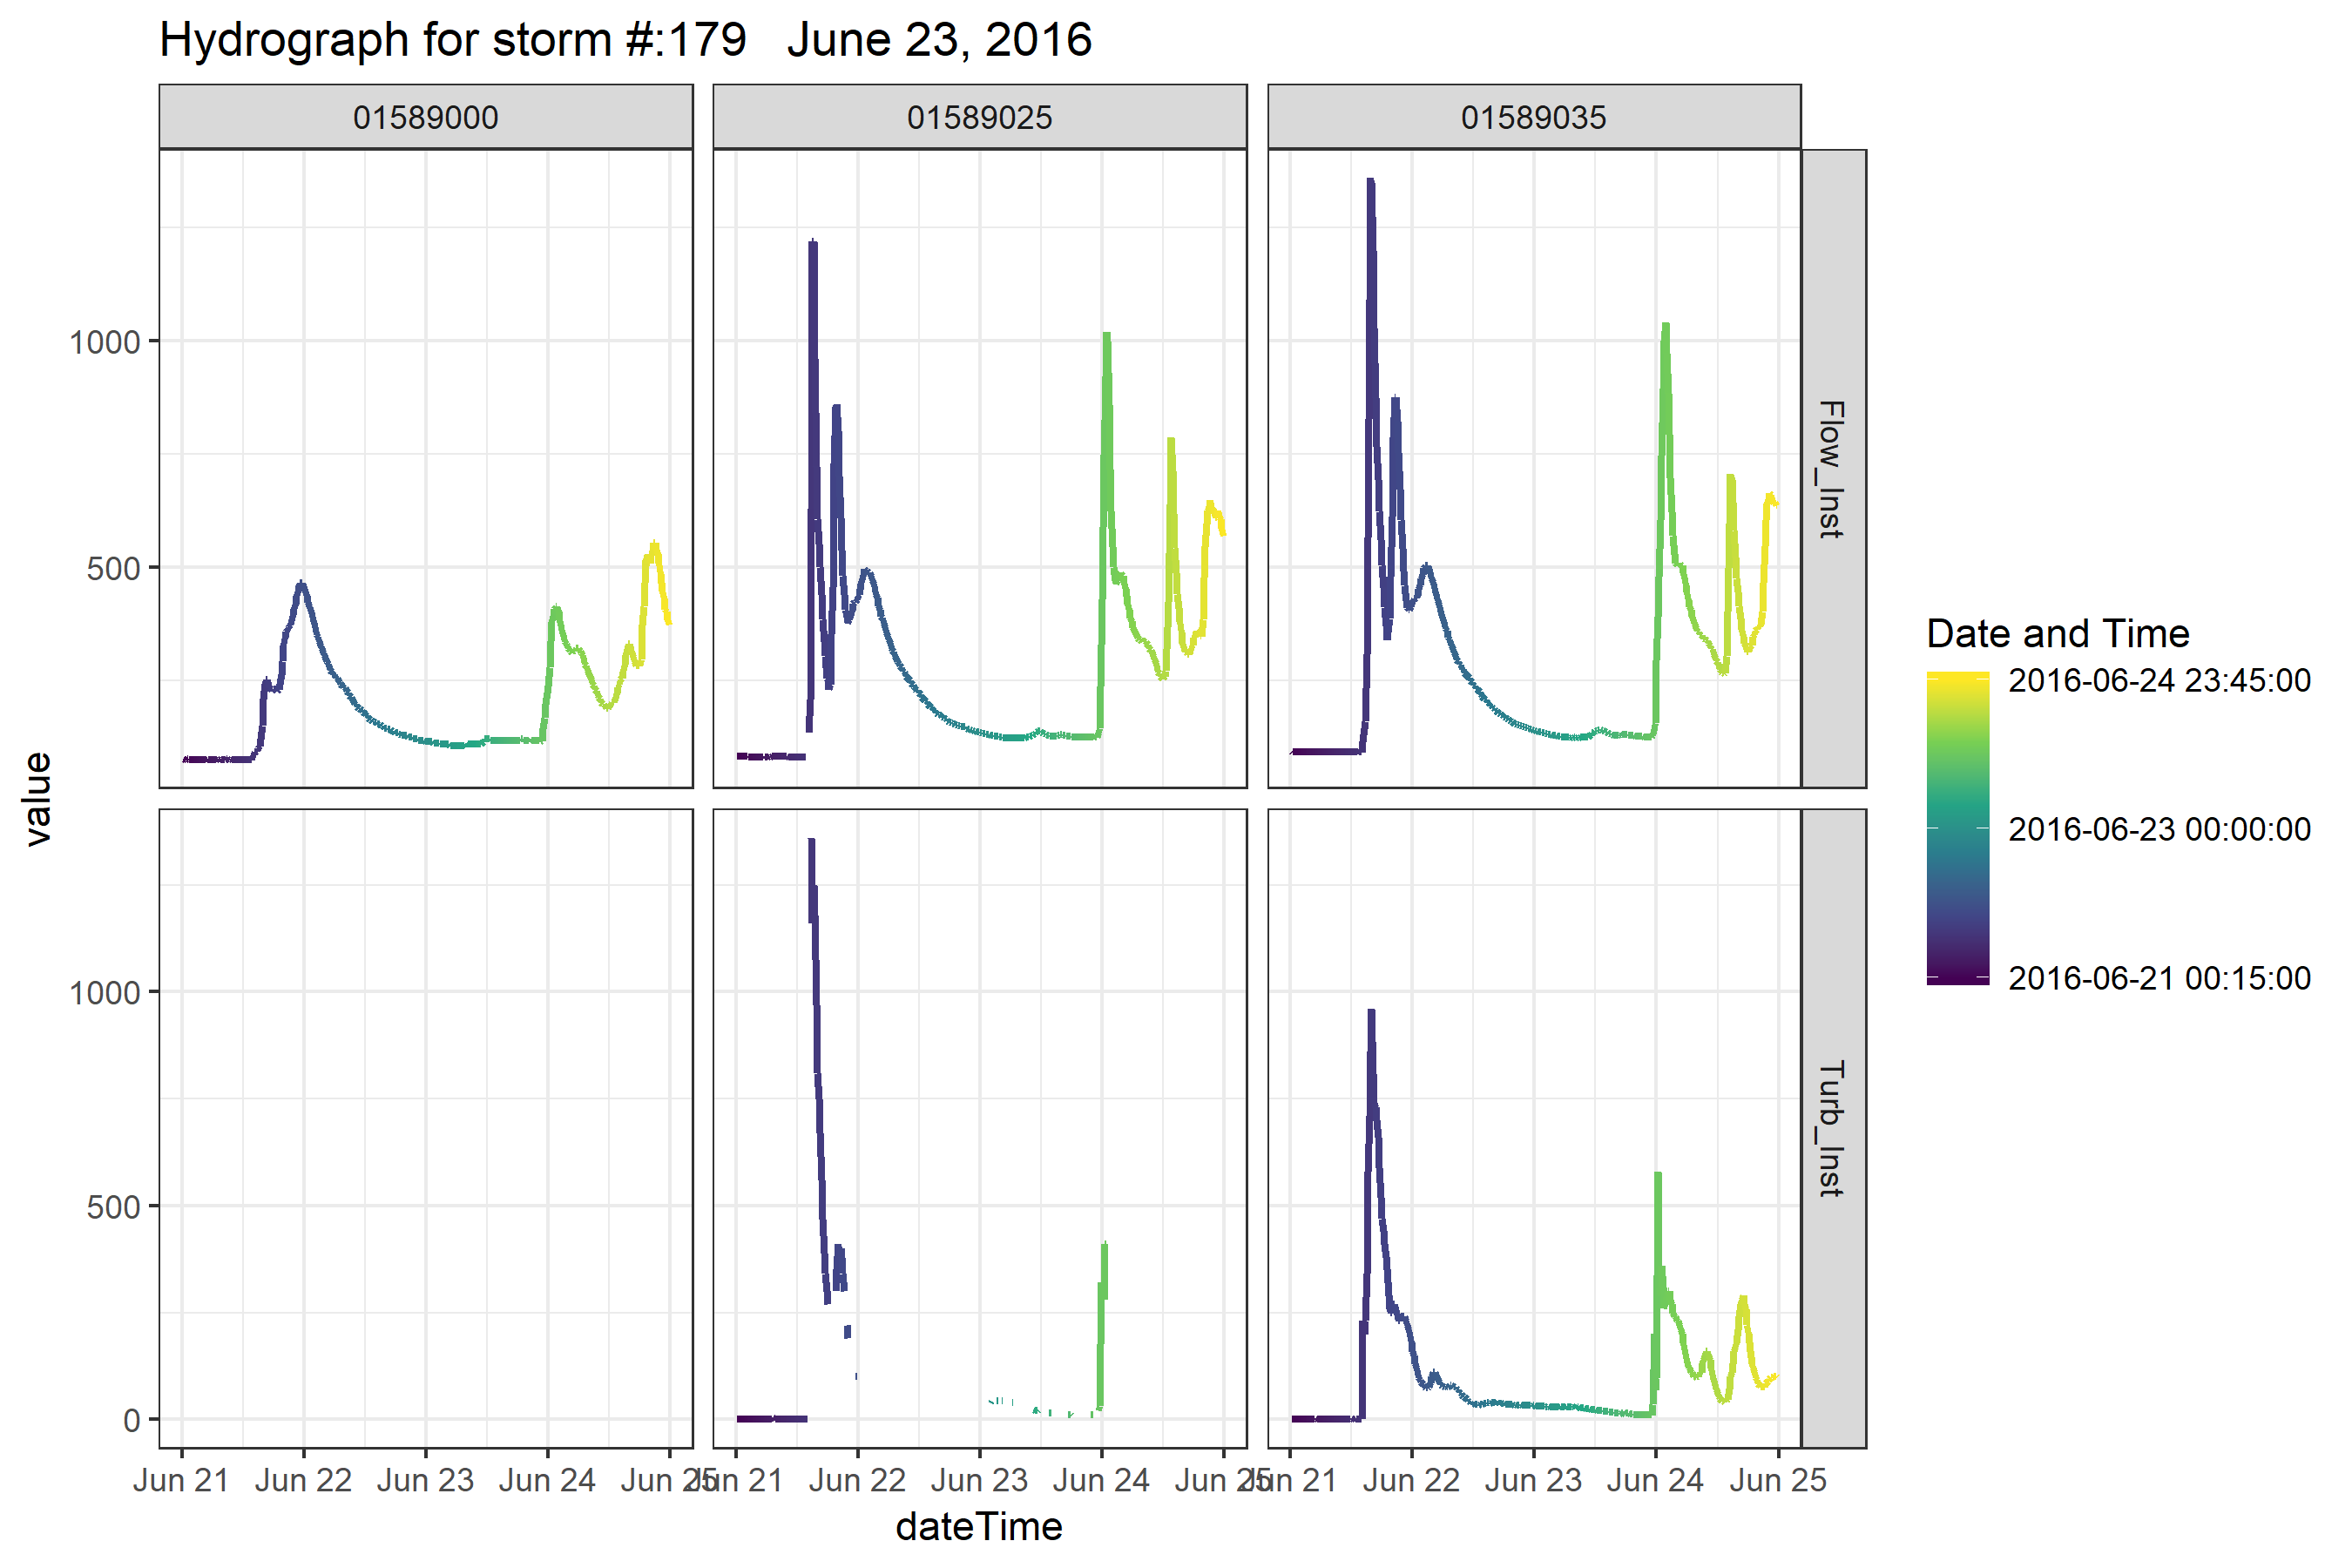 Hydrograph for storm #:179   June 23, 2016
01589000
01589025
01589035
1000
500
Flow_Inst
1000
500
0
Turb_Inst
value
Jun 21
Jun 22
Jun 23
Jun 24
Jun 25
Jun 21
Jun 22
Jun 23
Jun 24
Jun 25
Jun 21
Jun 22
Jun 23
Jun 24
Jun 25
dateTime
Date and Time
2016-06-24 23:45:00
2016-06-23 00:00:00
2016-06-21 00:15:00